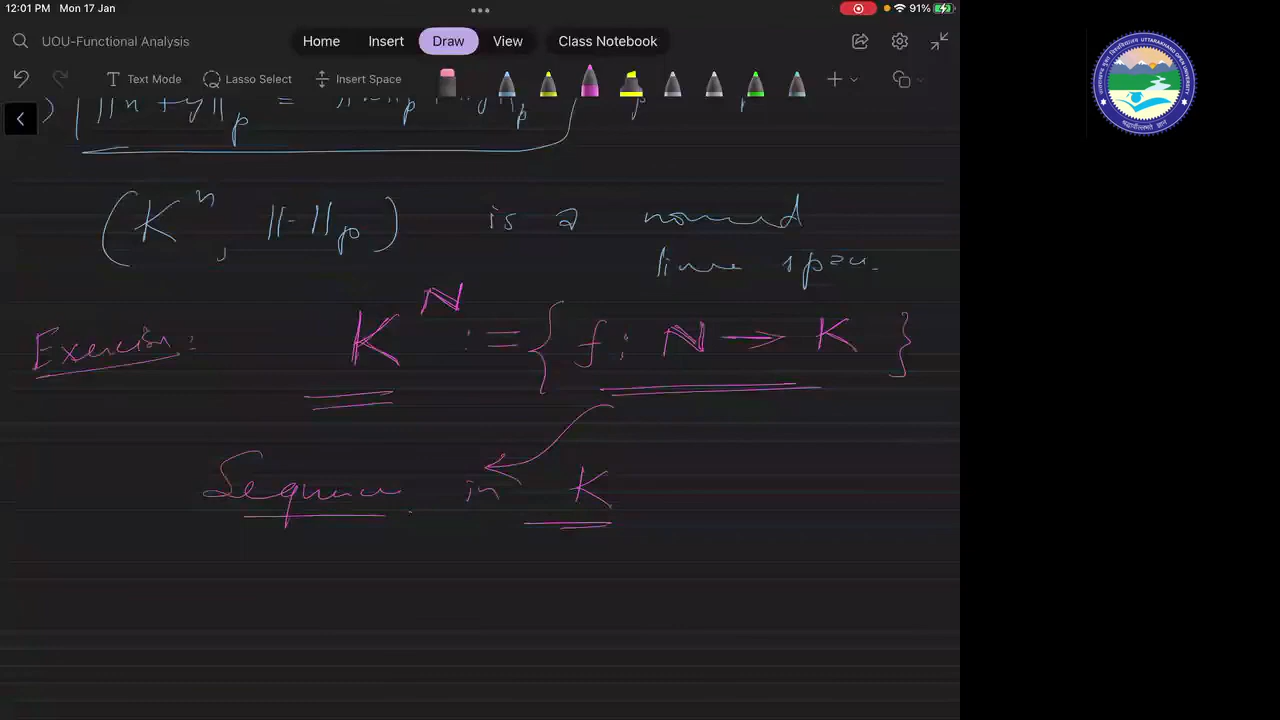 12:01 PM Mon 17 Jan
91%
UOU-Functional Analysis
Home Insert Draw View Class Notebook
Text Mode Lasso Select Insert Space
) ||x + y||_p =
(K^n, ||·||_p) is a normed
linear space.
Exercise: K^ℕ := { f : ℕ → K }
Sequence in K